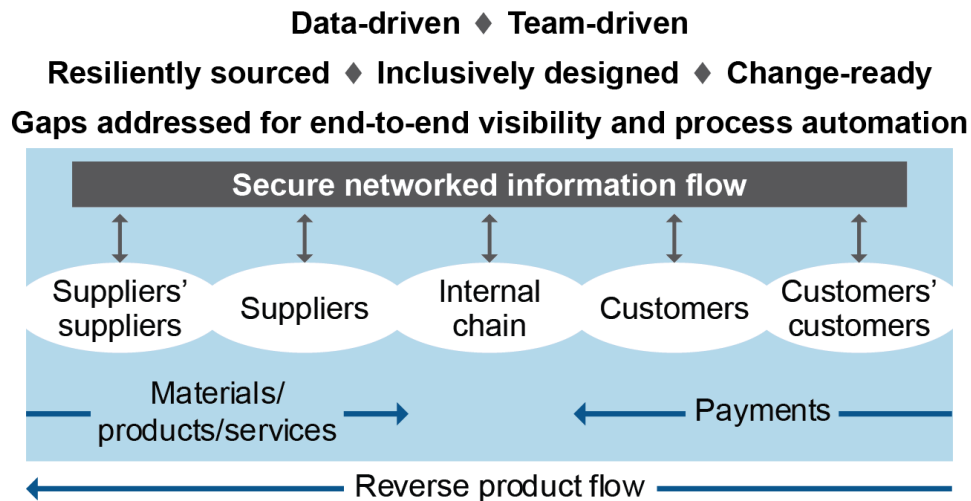 Data-driven ♦ Team-driven
Resiliently sourced ♦ Inclusively designed ♦ Change-ready
Gaps addressed for end-to-end visibility and process automation
Secure networked information flow
Suppliers’
suppliers
Suppliers
Internal
chain
Customers
Customers’
customers
Materials/
products/services
Payments
Reverse product flow